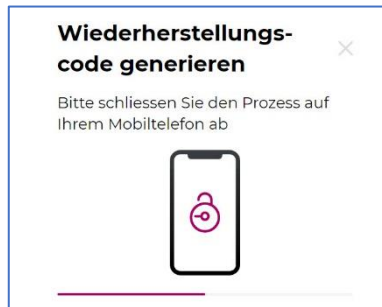 Wiederherstellungs-
code generieren
Bitte schliessen Sie den Prozess auf
Ihrem Mobiltelefon ab